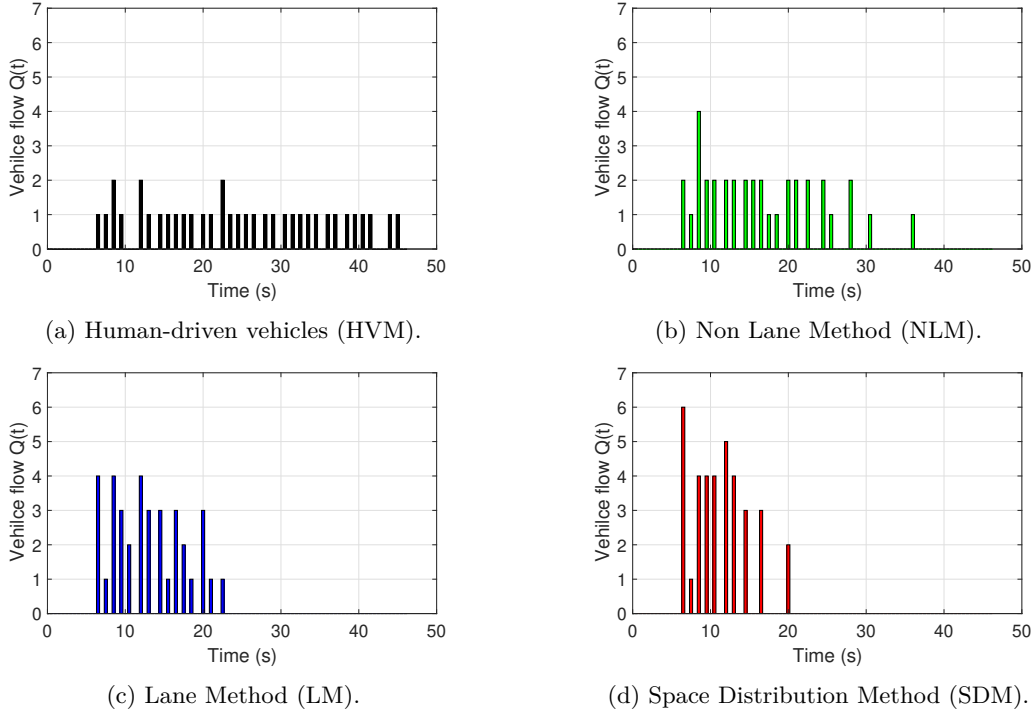 7
6
5
4
3
2
1
0
Vehilce flow Q(t)
0 10 20 30 40 50
Time (s)
(a) Human-driven vehicles (HVM).
7
6
5
4
3
2
1
0
Vehilce flow Q(t)
0 10 20 30 40 50
Time (s)
(b) Non Lane Method (NLM).
7
6
5
4
3
2
1
0
Vehilce flow Q(t)
0 10 20 30 40 50
Time (s)
(c) Lane Method (LM).
7
6
5
4
3
2
1
0
Vehilce flow Q(t)
0 10 20 30 40 50
Time (s)
(d) Space Distribution Method (SDM).